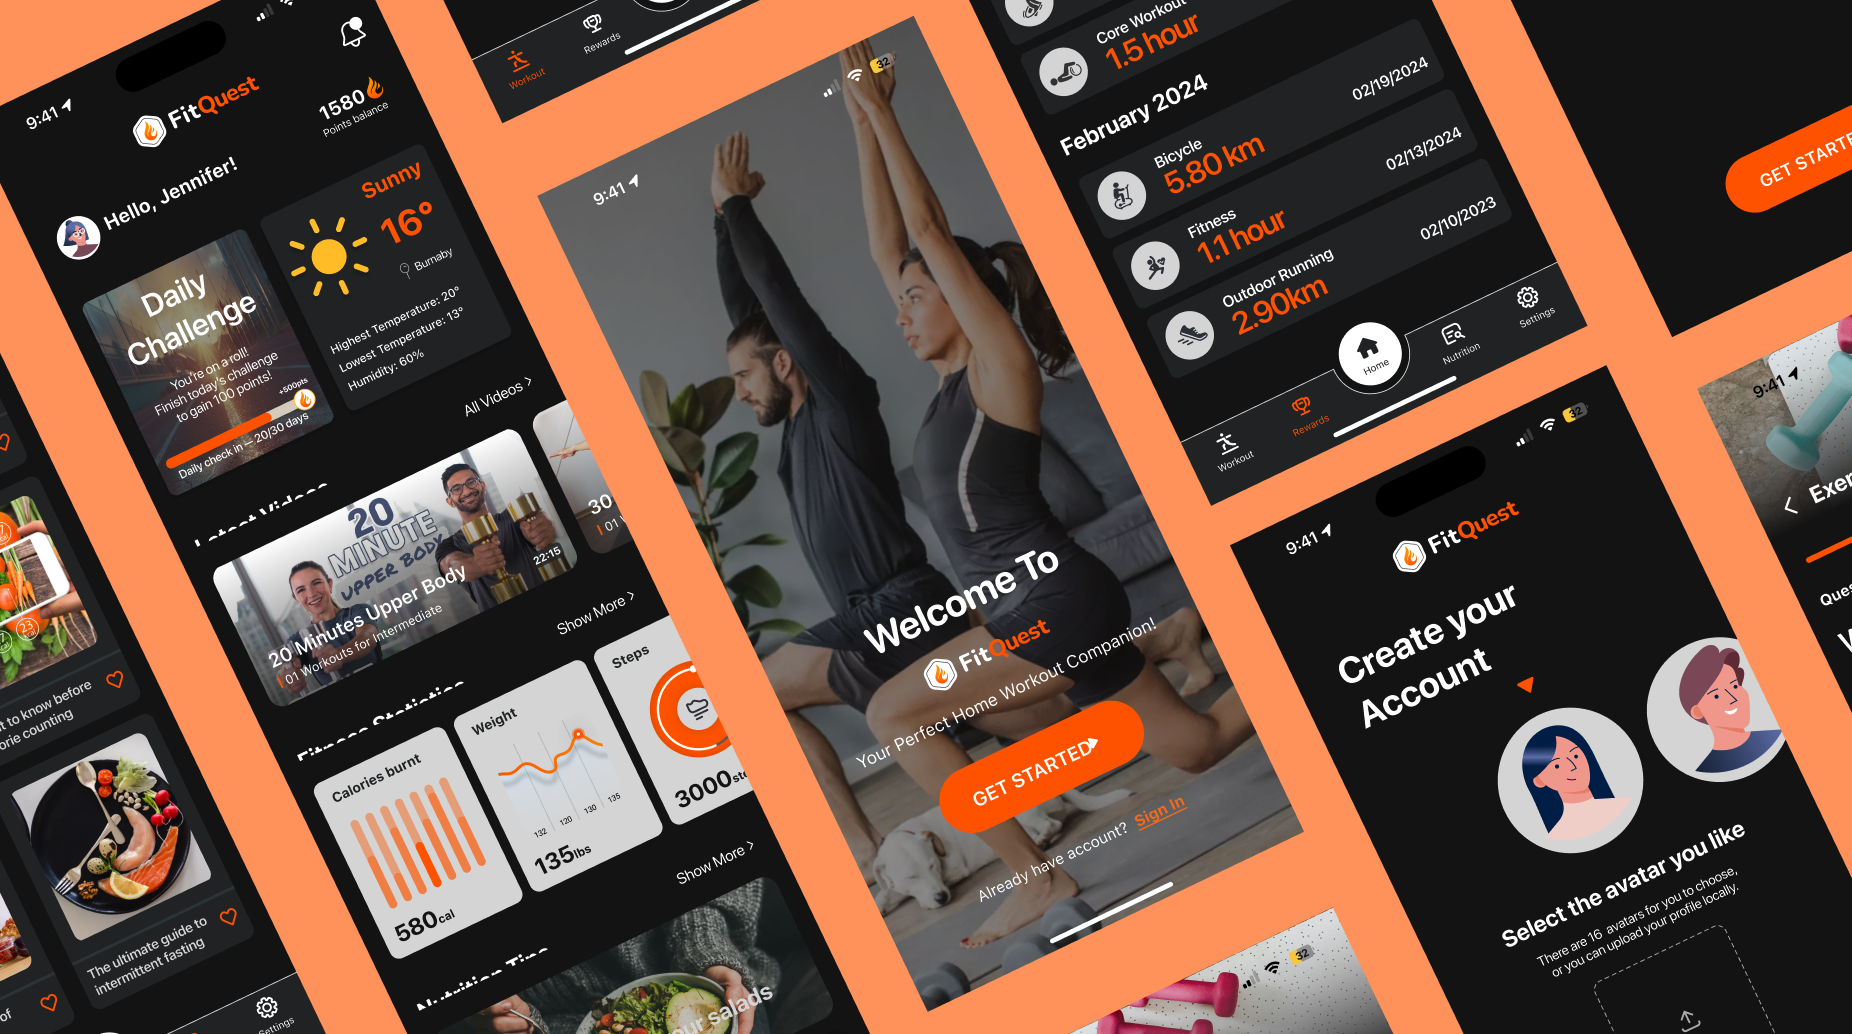 9:41
FitQuest
1580
Points balance
Hello, Jennifer!
Daily
Challenge
You're on a roll!
Finish today's challenge
to gain 100 points!
+500pts
Daily check in — 20/30 days
Sunny
16°
Burnaby
Highest Temperature: 20°
Lowest Temperature: 13°
Humidity: 60%
All Videos >
Latest Videos
20
MINUTE
UPPER BODY
22:15
20 Minutes Upper Body
01 Workouts for Intermediate
30
01
Show More >
Fitness Statistics
Calories burnt
580cal
Weight
132
120
130
135
135lbs
Steps
3000
Show More >
Nutrition Tips
our salads
23
t to know before
orie counting
The ultimate guide to
intermittent fasting
of
Settings
Workout
Rewards
9:41
32
Welcome To
FitQuest
Your Perfect Home Workout Companion!
GET STARTED
Already have account? Sign In
Core Workout
1.5 hour
February 2024
Bicycle
5.80 km
02/19/2024
Fitness
1.1 hour
02/13/2024
Outdoor Running
2.90km
02/10/2023
Workout
Rewards
Home
Nutrition
Settings
9:41
32
FitQuest
Create your
Account
Select the avatar you like
There are 16 avatars for you to choose,
or you can upload your profile locally.
32
GET STARTE
9:41
Exer
Ques